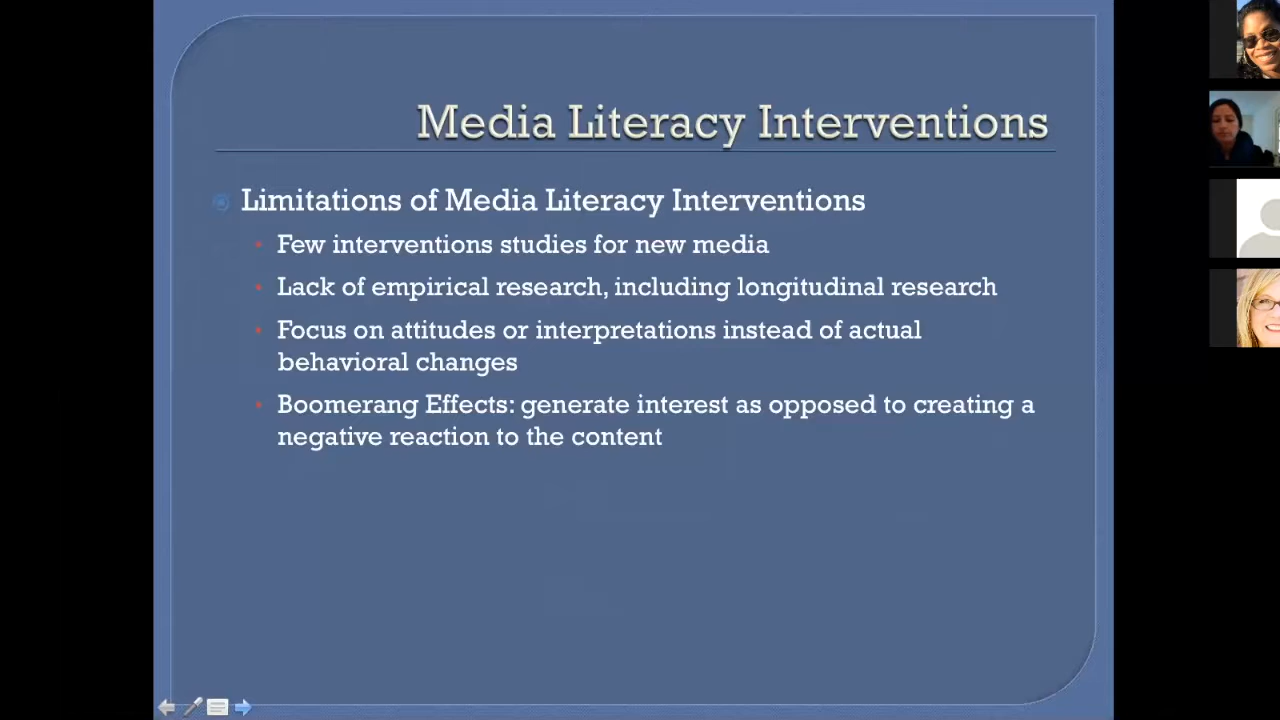 Media Literacy Interventions
Limitations of Media Literacy Interventions
Few interventions studies for new media
Lack of empirical research, including longitudinal research
Focus on attitudes or interpretations instead of actual
behavioral changes
Boomerang Effects: generate interest as opposed to creating a
negative reaction to the content